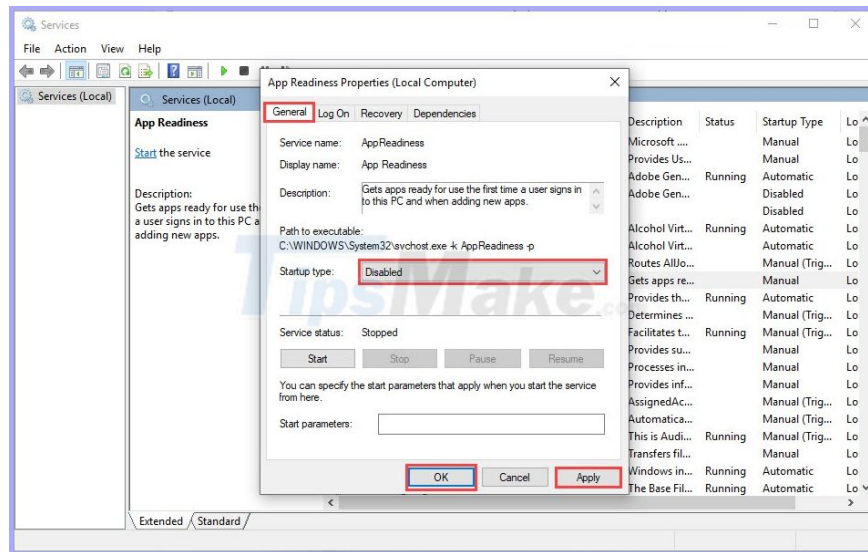 Services
File Action View Help
Services (Local)
Services (Local)
App Readiness
Start the service
Description:
Gets apps ready for use the
a user signs in to this PC a
adding new apps.
App Readiness Properties (Local Computer)
General Log On Recovery Dependencies
Service name: AppReadiness
Display name: App Readiness
Description: Gets apps ready for use the first time a user signs in
to this PC and when adding new apps.
Path to executable:
C:\WINDOWS\System32\svchost.exe -k AppReadiness -p
Startup type: Disabled
Service status: Stopped
Start Stop Pause Resume
You can specify the start parameters that apply when you start the service
from here.
Start parameters:
OK Cancel Apply
Description Status Startup Type Lo
Microsoft .... Manual Lo
Provides Us... Manual Lo
Adobe Gen... Running Automatic Lo
Adobe Gen... Disabled Lo
Disabled Lo
Alcohol Virt... Running Automatic Lo
Alcohol Virt... Automatic Lo
Routes AllJo... Manual (Trig... Lo
Gets apps re... Manual Lo
Provides th... Running Automatic Lo
Determines ... Manual (Trig... Lo
Facilitates t... Running Manual (Trig... Lo
Provides su... Manual Lo
Processes in... Manual Lo
Provides inf... Manual Lo
AssignedAc... Manual (Trig... Lo
Automatica... Manual (Trig... Lo
This is Audi... Running Manual (Trig... Lo
Transfers fil... Manual Lo
Windows in... Running Automatic Lo
The Base Fil... Running Automatic Lo
Extended Standard
TipsMake.com